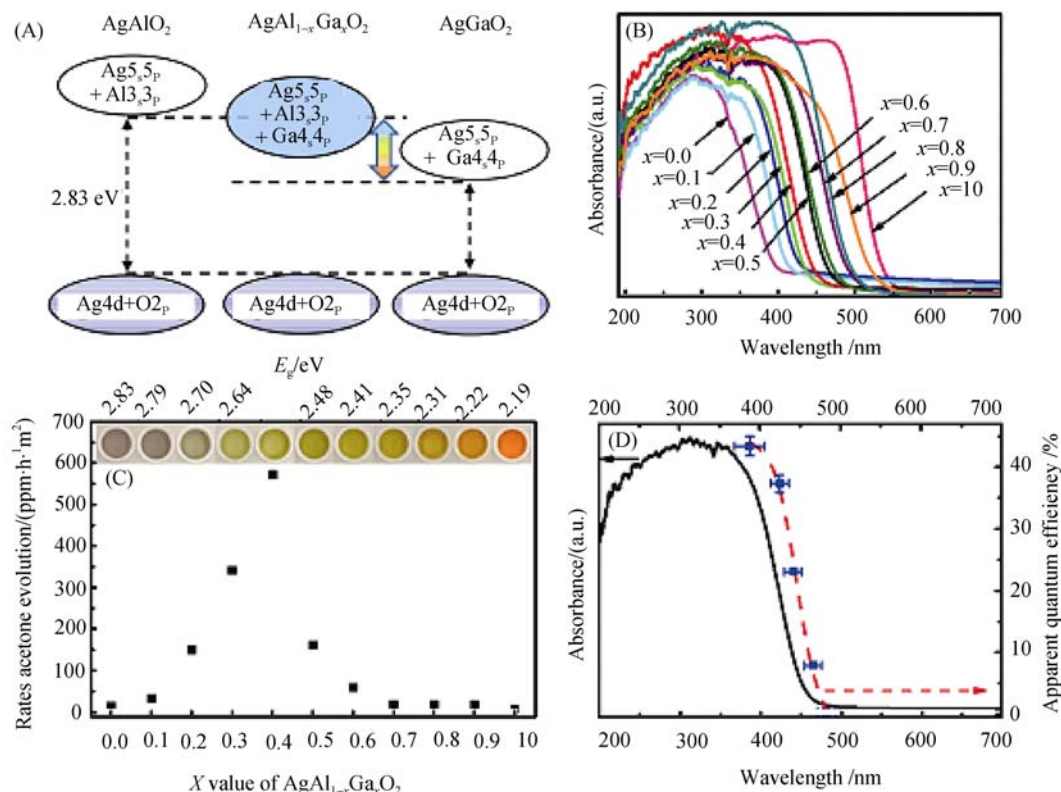 (A)
AgAlO2
AgAl1−xGaxO2
AgGaO2
Ag5s5P
+ Al3s3P
Ag5s5P
+ Al3s3P
+ Ga4s4P
Ag5s5P
+ Ga4s4P
2.83 eV
Ag4d+O2P
Ag4d+O2P
Ag4d+O2P
(B)
Absorbance/(a.u.)
x=0.0
x=0.1
x=0.2
x=0.3
x=0.4
x=0.5
x=0.6
x=0.7
x=0.8
x=0.9
x=10
200 300 400 500 600 700
Wavelength /nm
Eg/eV
2.83 2.79 2.70 2.64 2.48 2.41 2.35 2.31 2.22 2.19
(C)
Rates acetone evolution/(ppm·h-1m2)
700
600
500
400
300
200
150
100
0
0.0 0.1 0.2 0.3 0.4 0.5 0.6 0.7 0.8 0.9 10
X value of AgAl1−xGaxO2
200 300 400 500 600 700
(D)
Absorbance/(a.u.)
Apparent quantum effieiency /%
40
30
20
10
0
200 300 400 500 600 700
Wavelength /nm